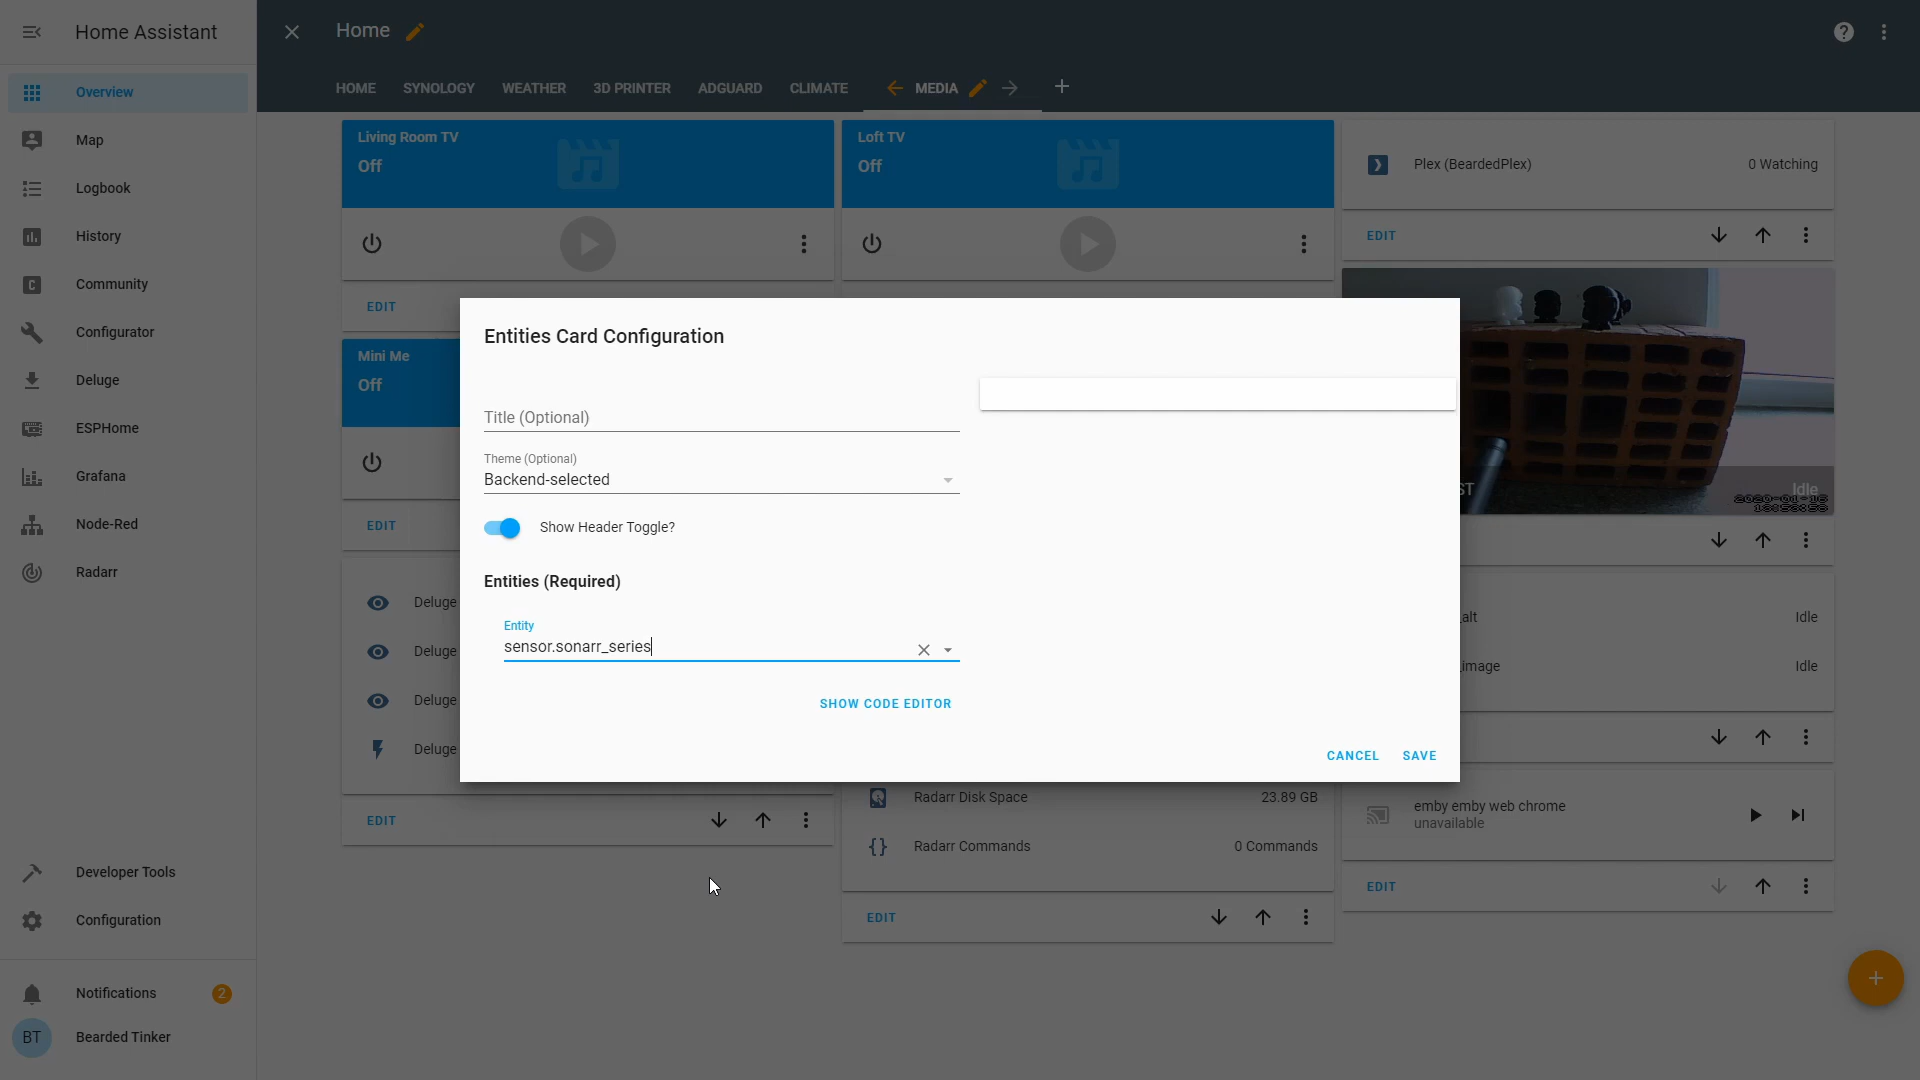 Home Assistant
Home
HOME
SYNOLOGY
WEATHER
3D PRINTER
ADGUARD
CLIMATE
MEDIA
Overview
Map
Logbook
History
Community
Configurator
Deluge
ESPHome
Grafana
Node-Red
Radarr
Developer Tools
Configuration
Notifications
2
BT
Bearded Tinker
Living Room TV
Off
EDIT
Mini Me
Off
EDIT
Deluge
Deluge
Deluge
Deluge
EDIT
Loft TV
Off
Radarr Disk Space
23.89 GB
Radarr Commands
0 Commands
EDIT
Plex (BeardedPlex)
0 Watching
EDIT
ST
Idle
_alt
Idle
_image
Idle
emby emby web chrome
unavailable
EDIT
Entities Card Configuration
Title (Optional)
Theme (Optional)
Backend-selected
Show Header Toggle?
Entities (Required)
Entity
sensor.sonarr_series
SHOW CODE EDITOR
CANCEL
SAVE